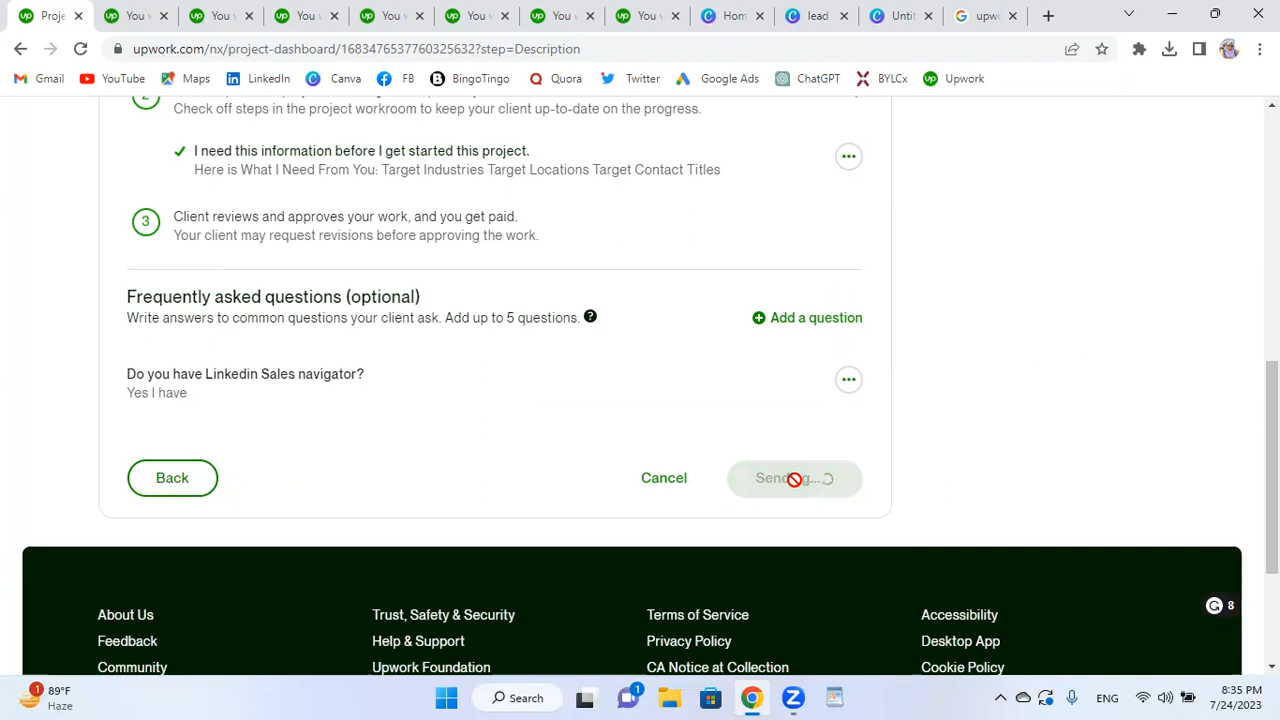 Proje
You v
You v
You v
You v
You v
You v
You v
Hom
lead
Untit
upwo
upwork.com/nx/project-dashboard/1683476537760325632?step=Description
Gmail YouTube Maps LinkedIn Canva FB BingoTingo Quora Twitter Google Ads ChatGPT BYLCx Upwork
2
Check off steps in the project workroom to keep your client up-to-date on the progress.
I need this information before I get started this project.
Here is What I Need From You: Target Industries Target Locations Target Contact Titles
3 Client reviews and approves your work, and you get paid.
Your client may request revisions before approving the work.
Frequently asked questions (optional)
Write answers to common questions your client ask. Add up to 5 questions. ? Add a question
Do you have Linkedin Sales navigator?
Yes I have
Back Cancel Sending...
About Us Trust, Safety & Security Terms of Service Accessibility
8
Feedback Help & Support Privacy Policy Desktop App
Community Upwork Foundation CA Notice at Collection Cookie Policy
1 89°F
Haze
Search
1
ENG
8:35 PM
7/24/2023